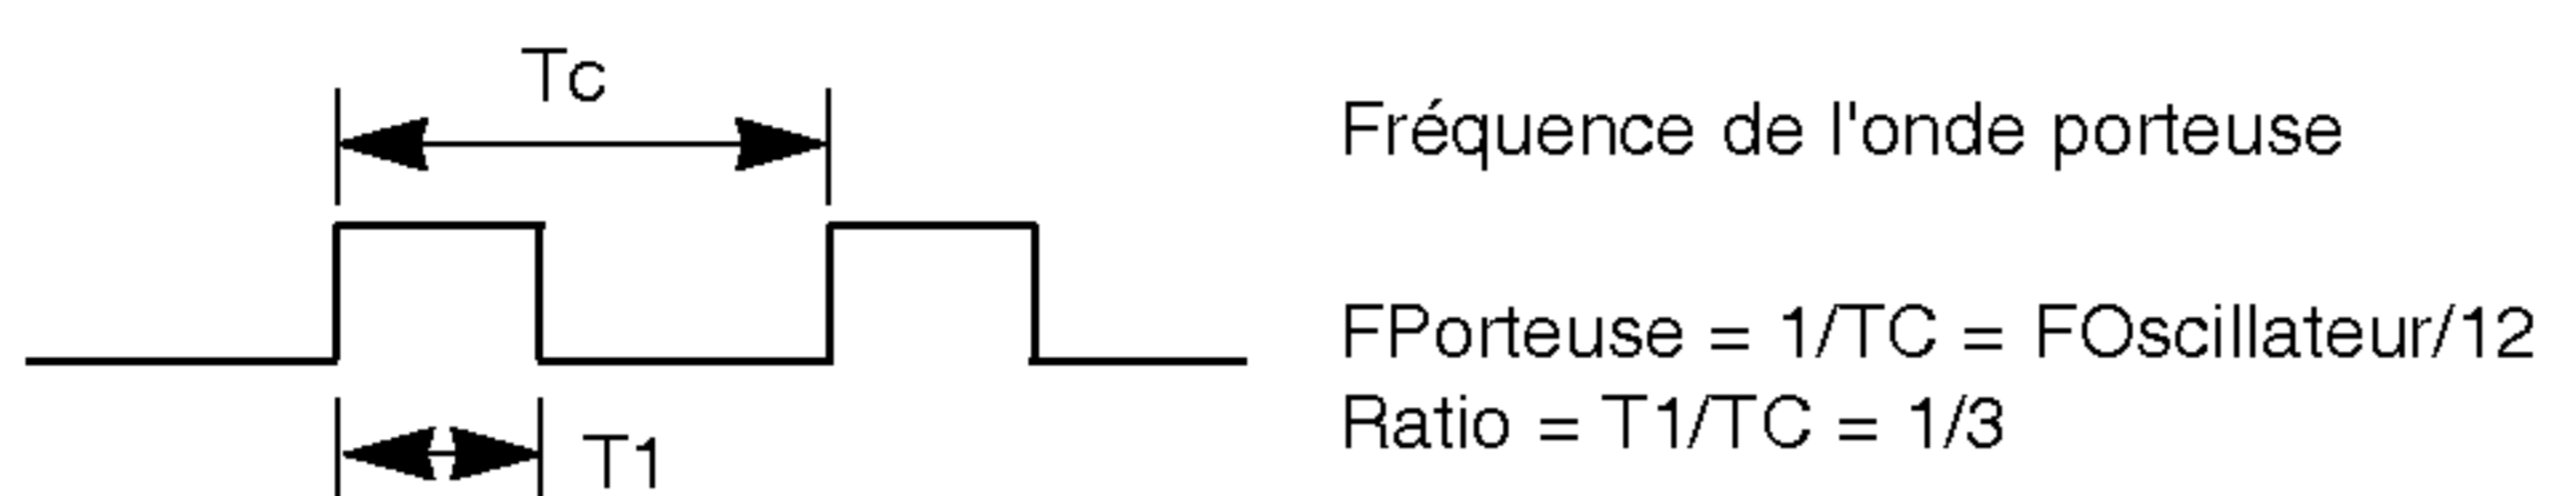 Tc
Fréquence de l'onde porteuse
FPorteuse = 1/TC = FOscillateur/12
Ratio = T1/TC = 1/3
T1